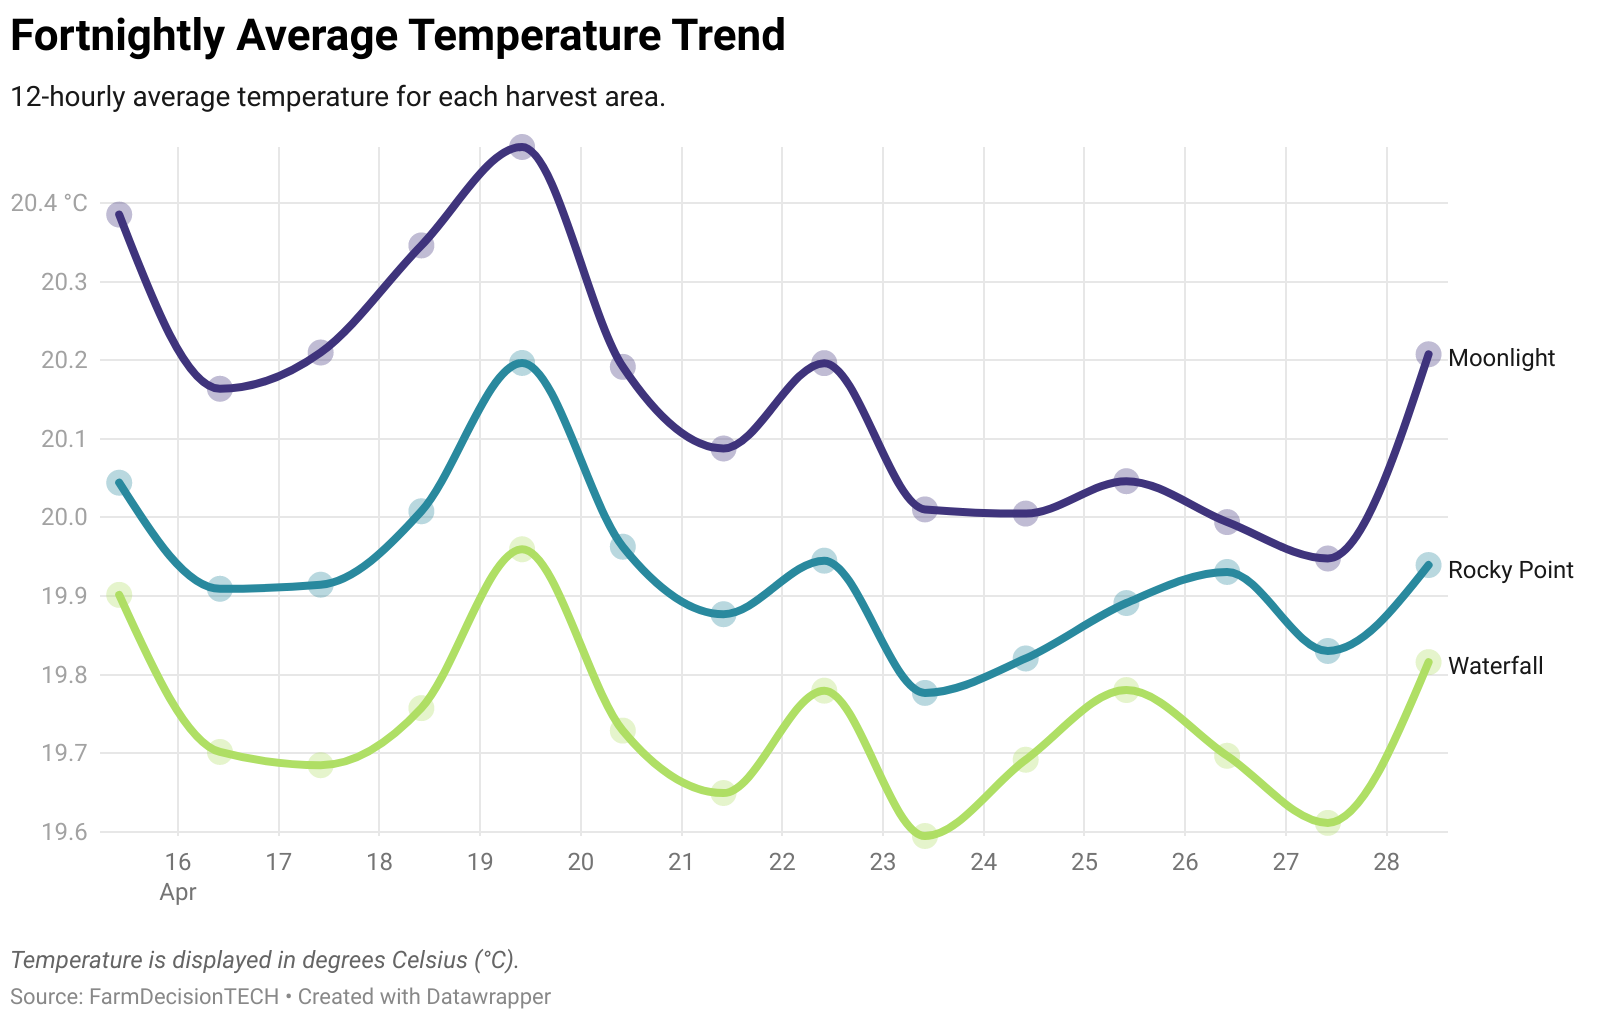 Fortnightly Average Temperature Trend
12-hourly average temperature for each harvest area.
20.4 °C
20.3
20.2
20.1
20.0
19.9
19.8
19.7
19.6
Moonlight
Rocky Point
Waterfall
16 17 18 19 20 21 22 23 24 25 26 27 28
Apr
Temperature is displayed in degrees Celsius (°C).
Source: FarmDecisionTECH • Created with Datawrapper